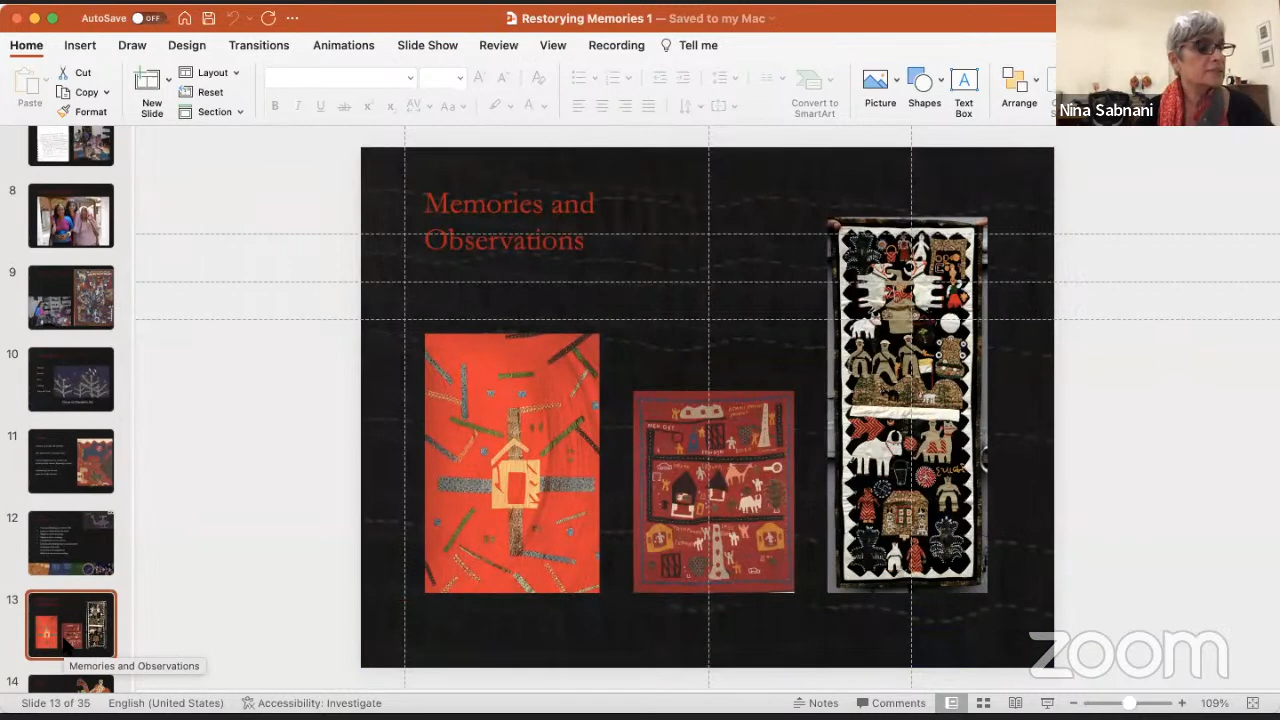 AutoSave OFF
Restorying Memories 1 — Saved to my Mac
Home Insert Draw Design Transitions Animations Slide Show Review View Recording Tell me
Paste
Cut
Copy
Format
New Slide
Layout
Reset
Section
Convert to SmartArt
Picture
Shapes
Text Box
Arrange
Nina Sabnani
8
9
10
11
12
13
14
Memories and Observations
Memories and
Observations
zoom
Slide 13 of 35 English (United States) Accessibility: Investigate Notes Comments 109%